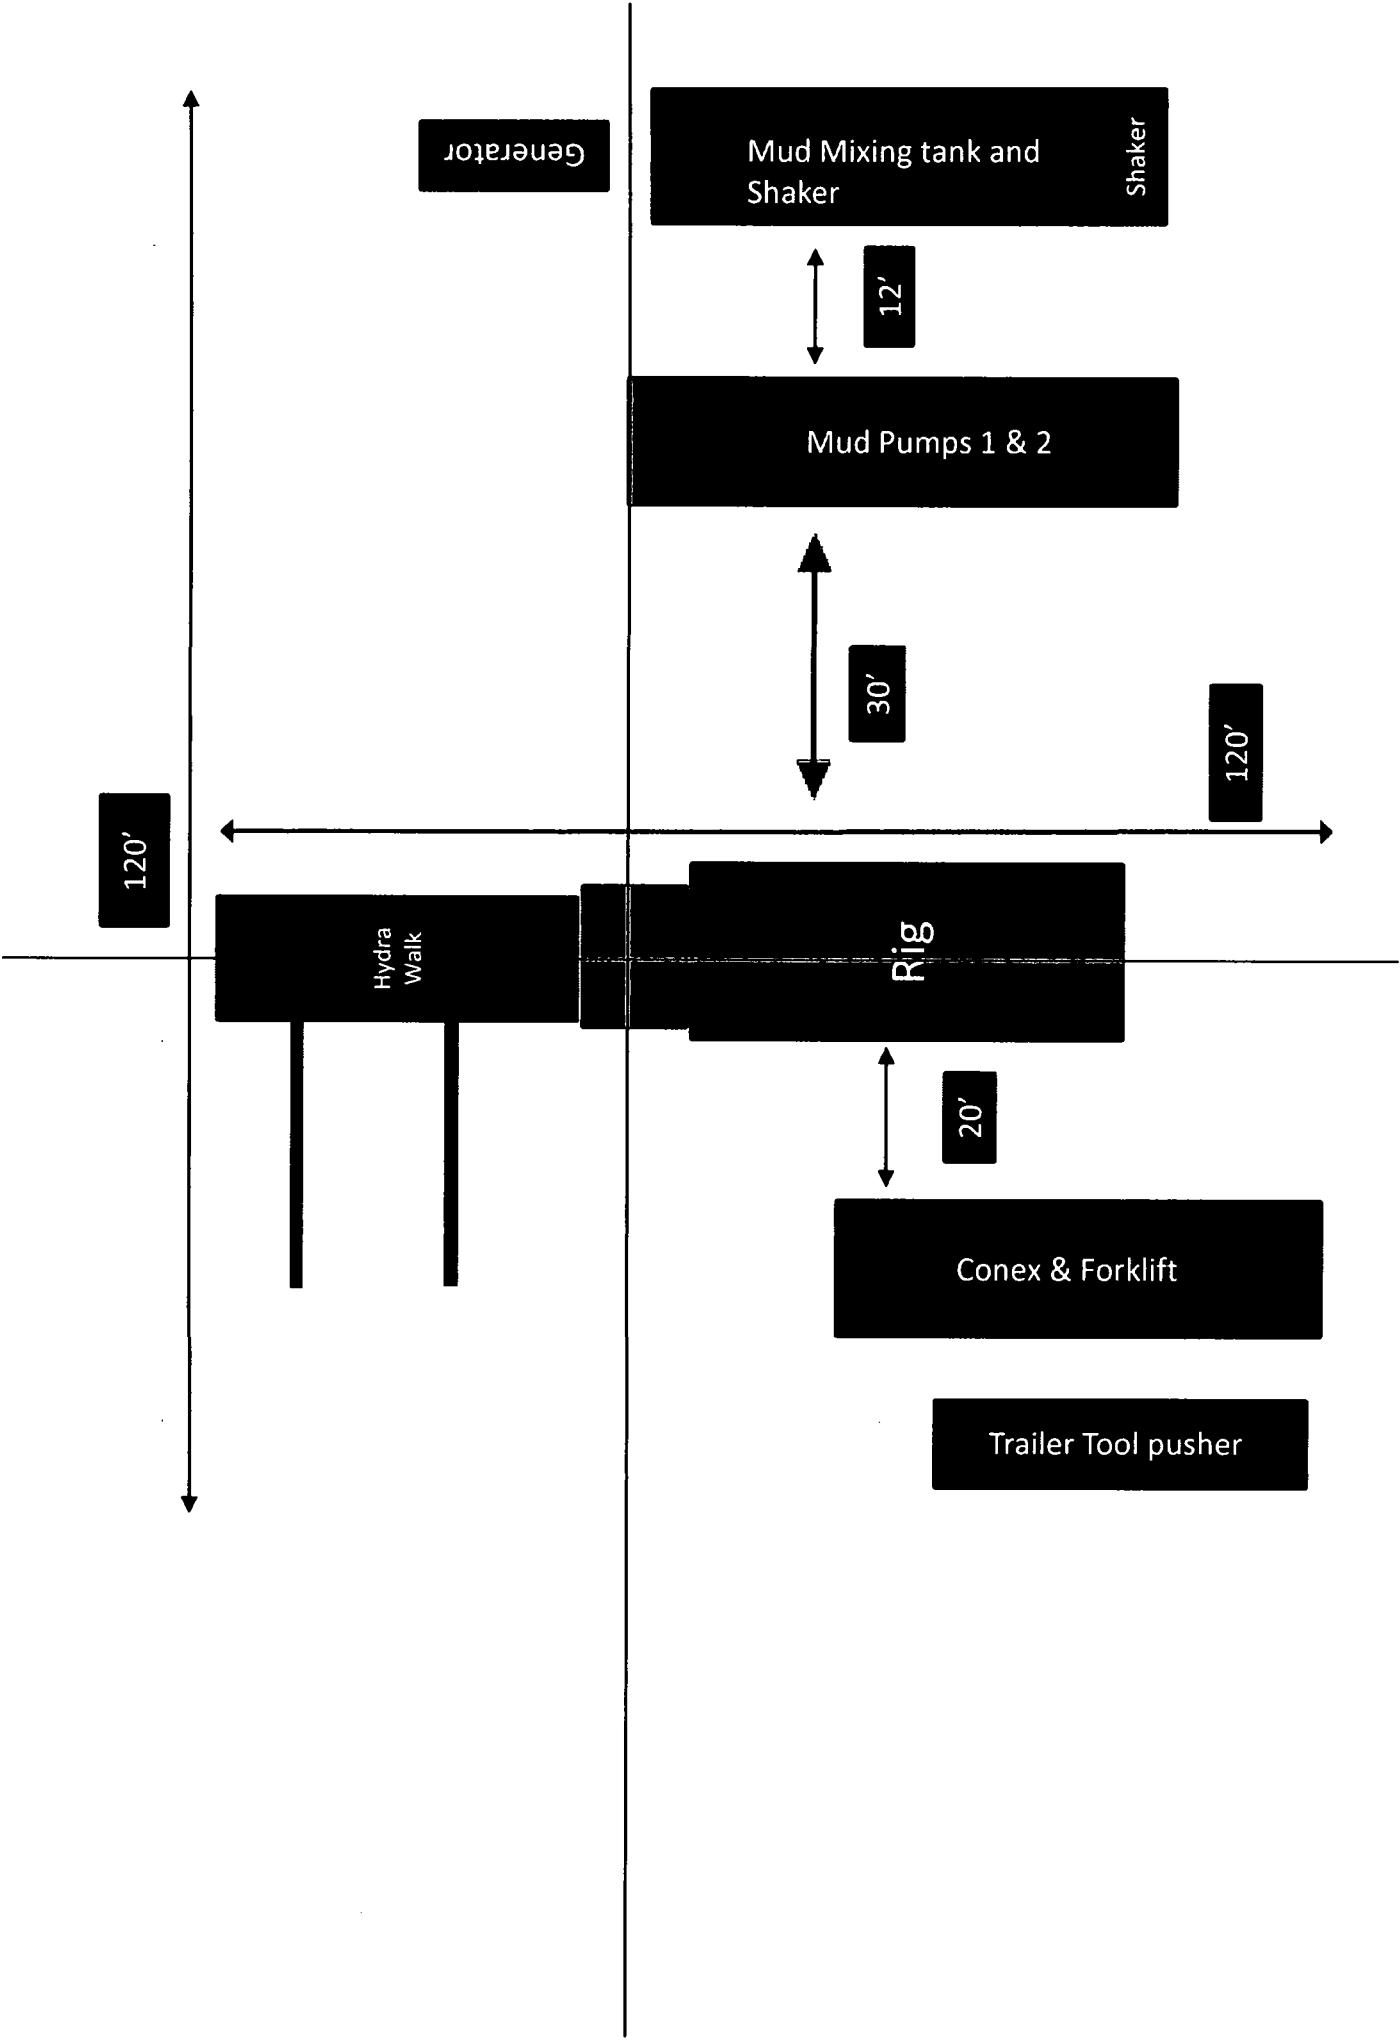 Generator
Mud Mixing tank and
Shaker
Shaker
12’
Mud Pumps 1 & 2
30’
120’
120’
Hydra
Walk
Rig
20’
Conex & Forklift
Trailer Tool pusher